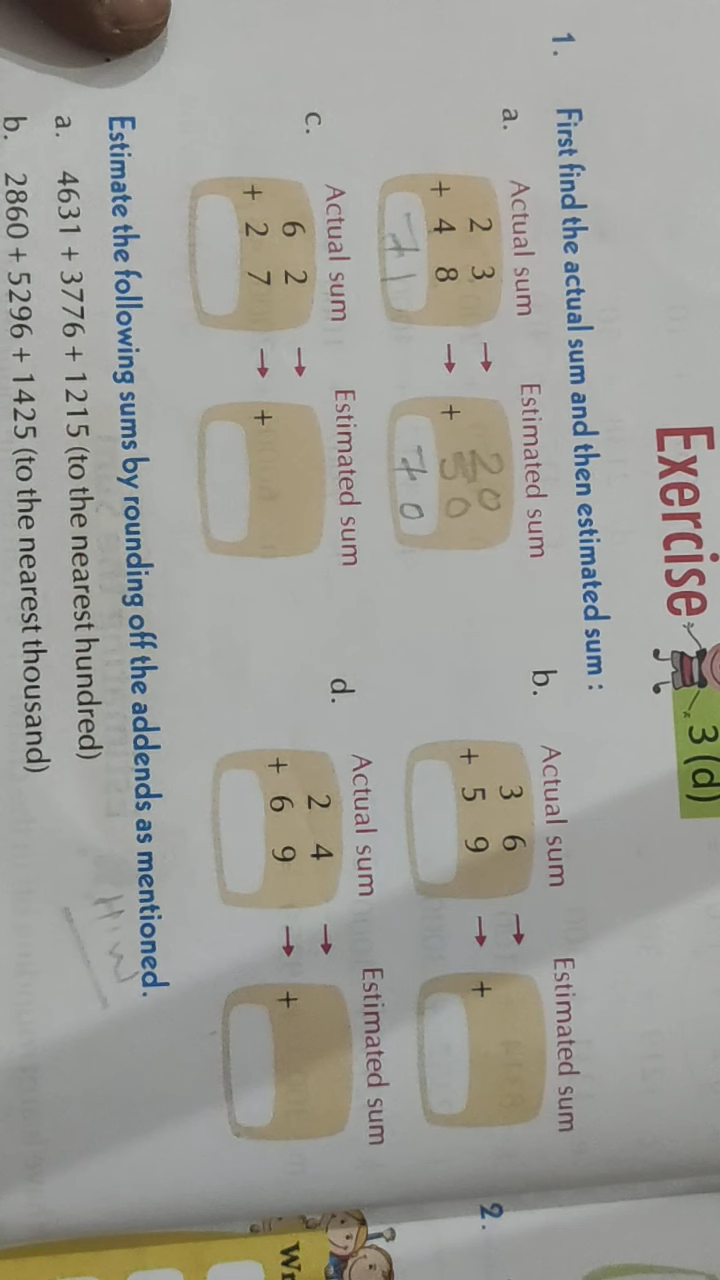 Exercise 3 (d)
1. First find the actual sum and then estimated sum :
a. Actual sum Estimated sum
2 3 → 20
+ 4 8 → + 50
71 70
b. Actual sum Estimated sum
3 6 →
+ 5 9 → +
c. Actual sum Estimated sum
6 2 →
+ 2 7 → +
d. Actual sum Estimated sum
2 4 →
+ 6 9 → +
2.
Estimate the following sums by rounding off the addends as mentioned.
H.W
a. 4631 + 3776 + 1215 (to the nearest hundred)
b. 2860 + 5296 + 1425 (to the nearest thousand)